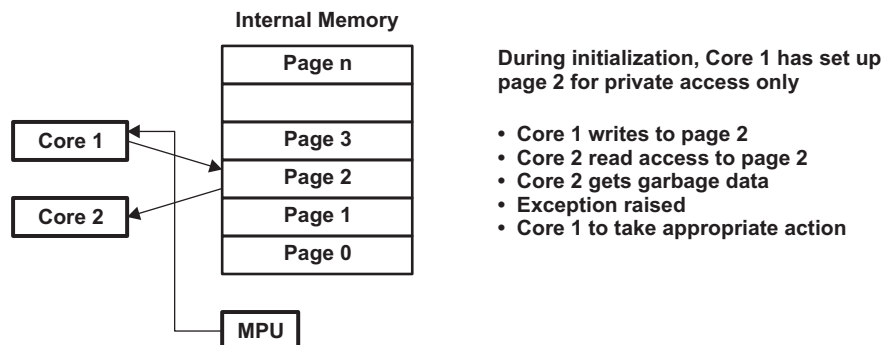 Internal Memory
Page n
Page 3
Page 2
Page 1
Page 0
Core 1
Core 2
MPU
During initialization, Core 1 has set up
page 2 for private access only
• Core 1 writes to page 2
• Core 2 read access to page 2
• Core 2 gets garbage data
• Exception raised
• Core 1 to take appropriate action